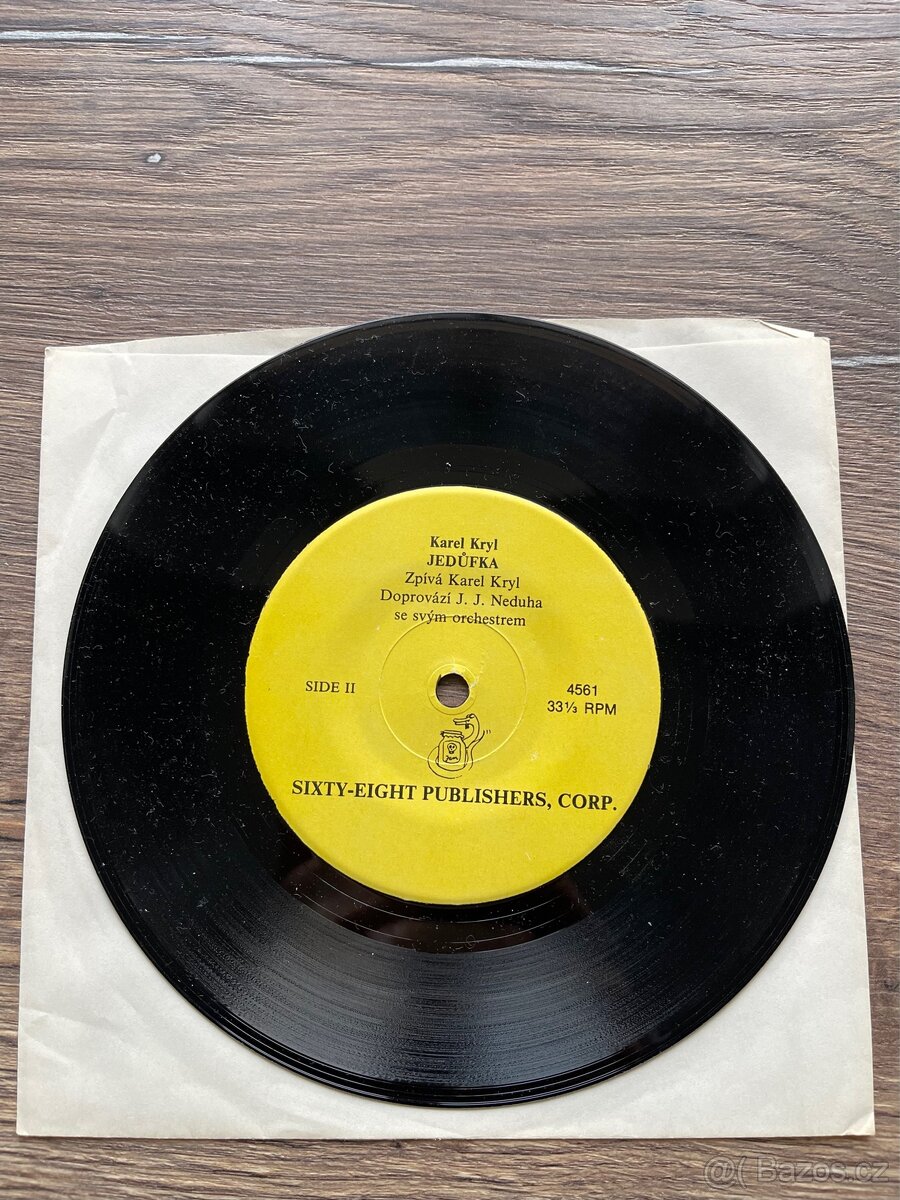 Karel Kryl
JEDŮFKA
Zpívá Karel Kryl
Doprovází J. J. Neduha
se svým orchestrem
SIDE II
4561
33⅓ RPM
SIXTY-EIGHT PUBLISHERS, CORP.
@( Bazos.cz